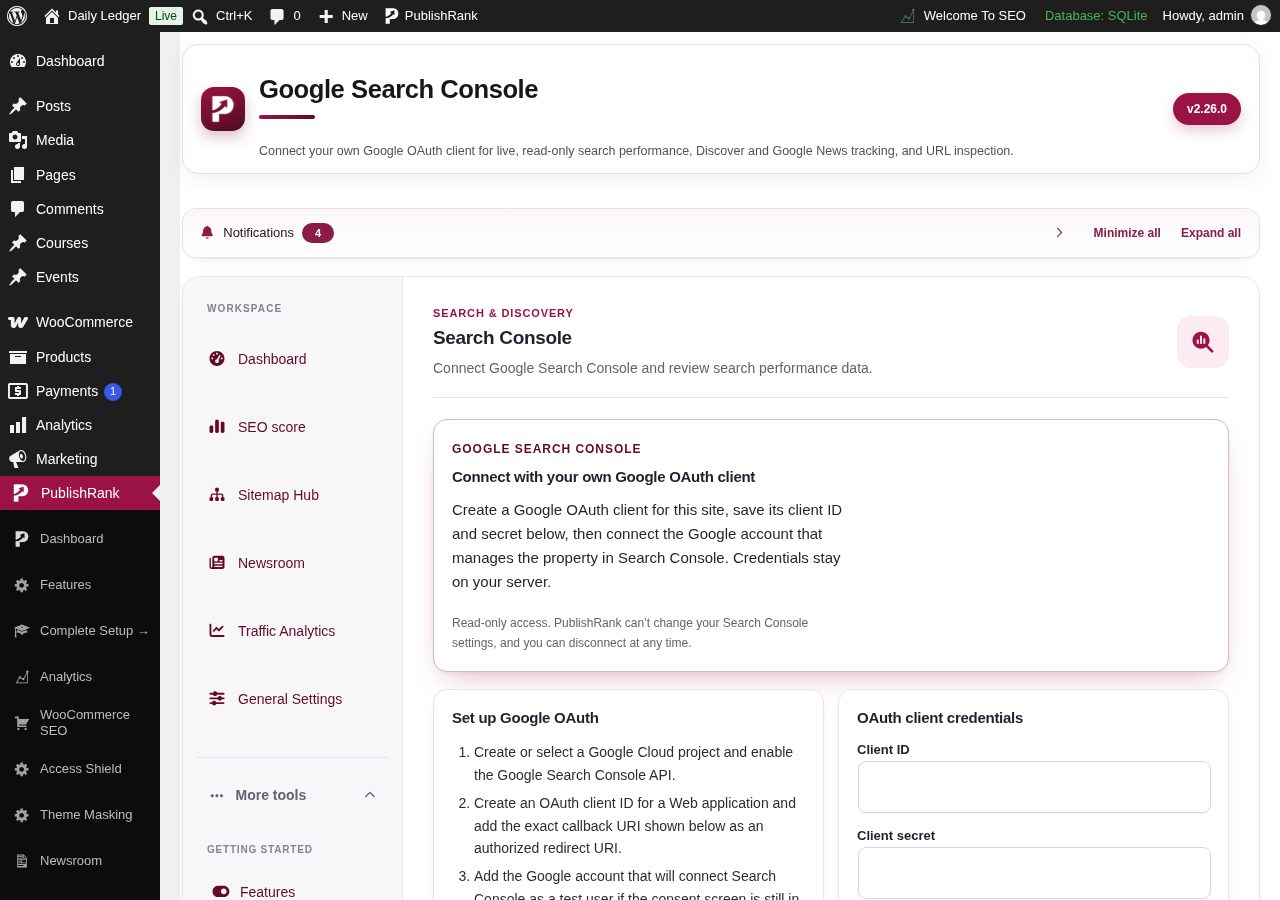 Daily Ledger Live Ctrl+K 0 New PublishRank Welcome To SEO Database: SQLite Howdy, admin
Dashboard
Posts
Media
Pages
Comments
Courses
Events
WooCommerce
Products
Payments 1
Analytics
Marketing
PublishRank
Dashboard
Features
Complete Setup →
Analytics
WooCommerce
SEO
Access Shield
Theme Masking
Newsroom
Google Search Console
v2.26.0
Connect your own Google OAuth client for live, read-only search performance, Discover and Google News tracking, and URL inspection.
Notifications 4 Minimize all Expand all
WORKSPACE
Dashboard
SEO score
Sitemap Hub
Newsroom
Traffic Analytics
General Settings
More tools
GETTING STARTED
Features
SEARCH & DISCOVERY
Search Console
Connect Google Search Console and review search performance data.
GOOGLE SEARCH CONSOLE
Connect with your own Google OAuth client
Create a Google OAuth client for this site, save its client ID
and secret below, then connect the Google account that
manages the property in Search Console. Credentials stay
on your server.
Read-only access. PublishRank can’t change your Search Console
settings, and you can disconnect at any time.
Set up Google OAuth
1. Create or select a Google Cloud project and enable
the Google Search Console API.
2. Create an OAuth client ID for a Web application and
add the exact callback URI shown below as an
authorized redirect URI.
3. Add the Google account that will connect Search
Console as a test user if the consent screen is still in
OAuth client credentials
Client ID
Client secret